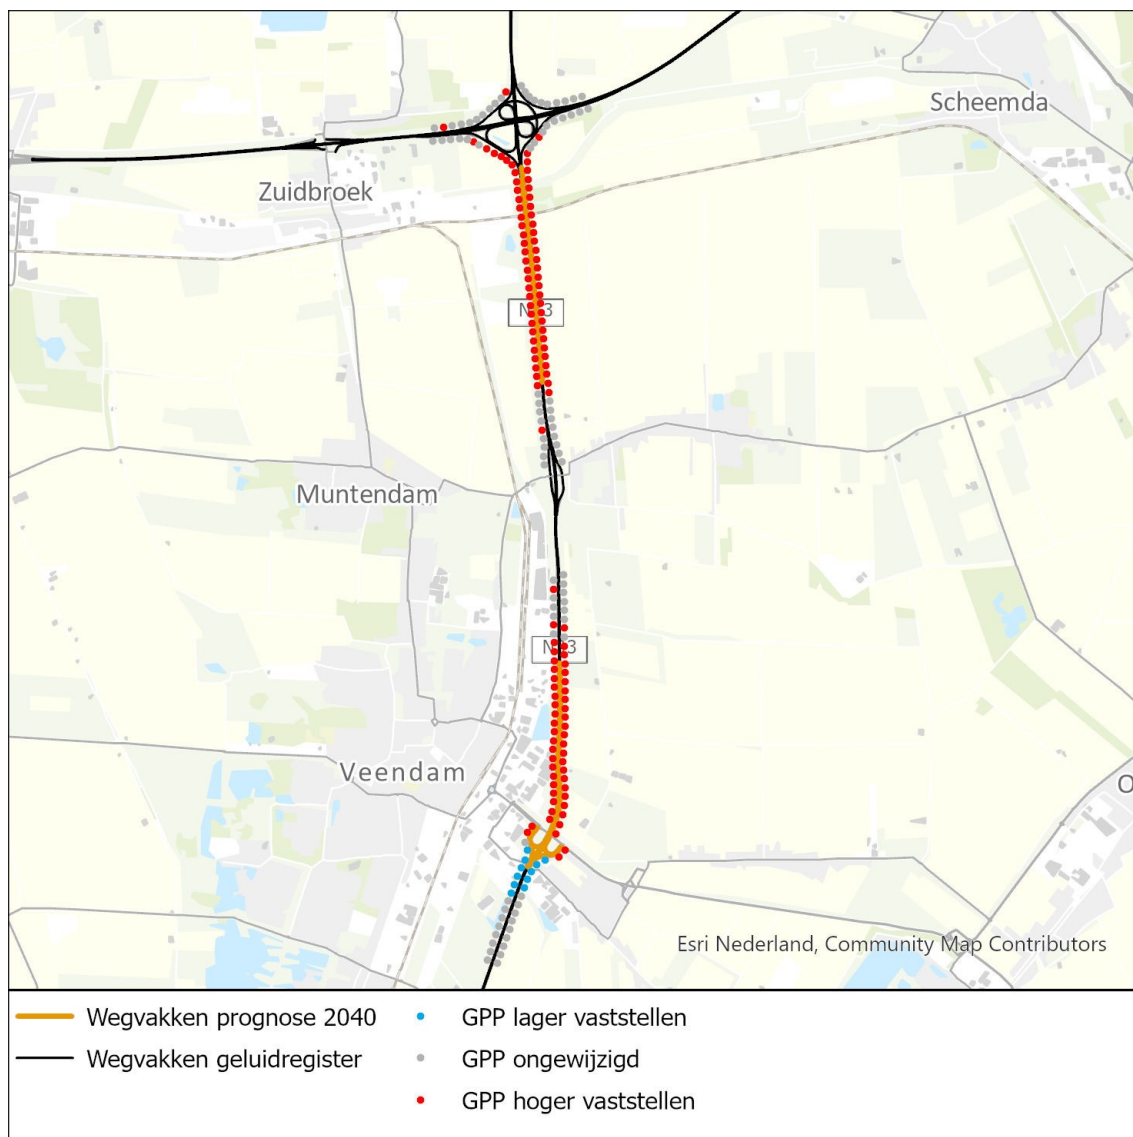 Scheemda
Zuidbroek
Muntendam
Veendam
O
Esri Nederland, Community Map Contributors
Wegvakken prognose 2040
Wegvakken geluidregister
GPP lager vaststellen
GPP ongewijzigd
GPP hoger vaststellen